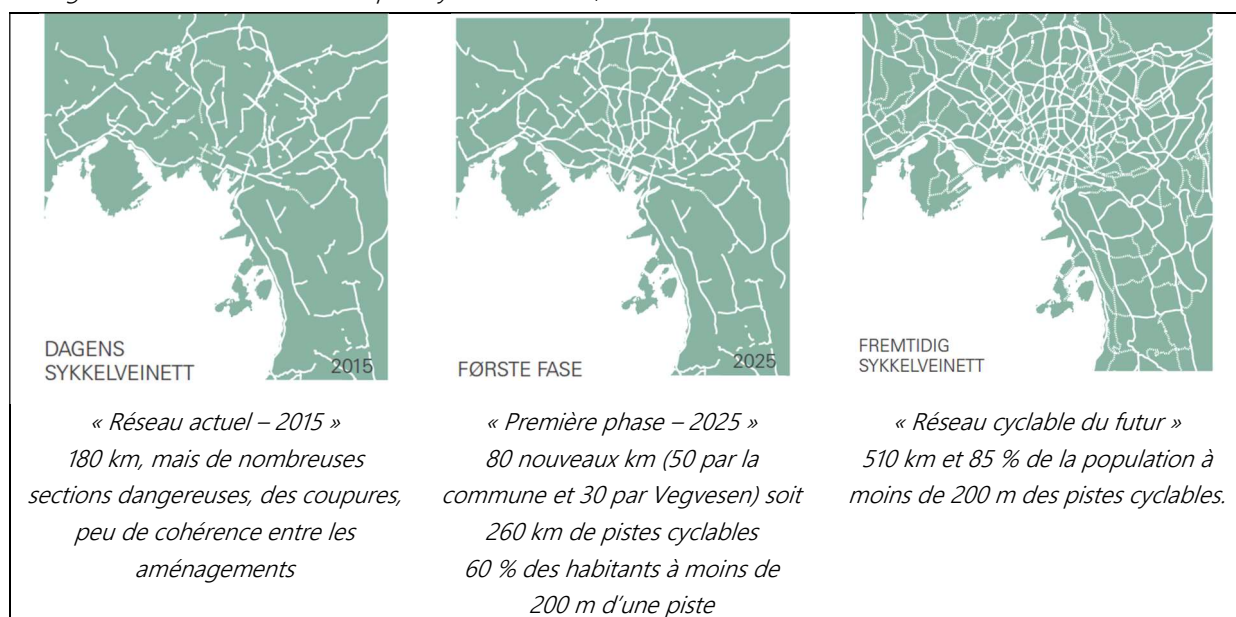 DAGENS
SYKKELVEINETT
2015
FØRSTE FASE
2025
FREMTIDIG
SYKKELVEINETT
« Réseau actuel – 2015 »
180 km, mais de nombreuses
sections dangereuses, des coupures,
peu de cohérence entre les
aménagements
« Première phase – 2025 »
80 nouveaux km (50 par la
commune et 30 par Vegvesen) soit
260 km de pistes cyclables
60 % des habitants à moins de
200 m d’une piste
« Réseau cyclable du futur »
510 km et 85 % de la population à
moins de 200 m des pistes cyclables.